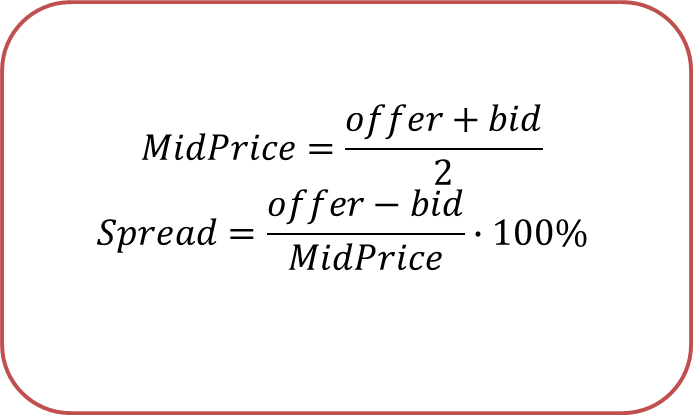 MidPrice = (offer + bid) / 2
Spread = (offer − bid) / MidPrice · 100%